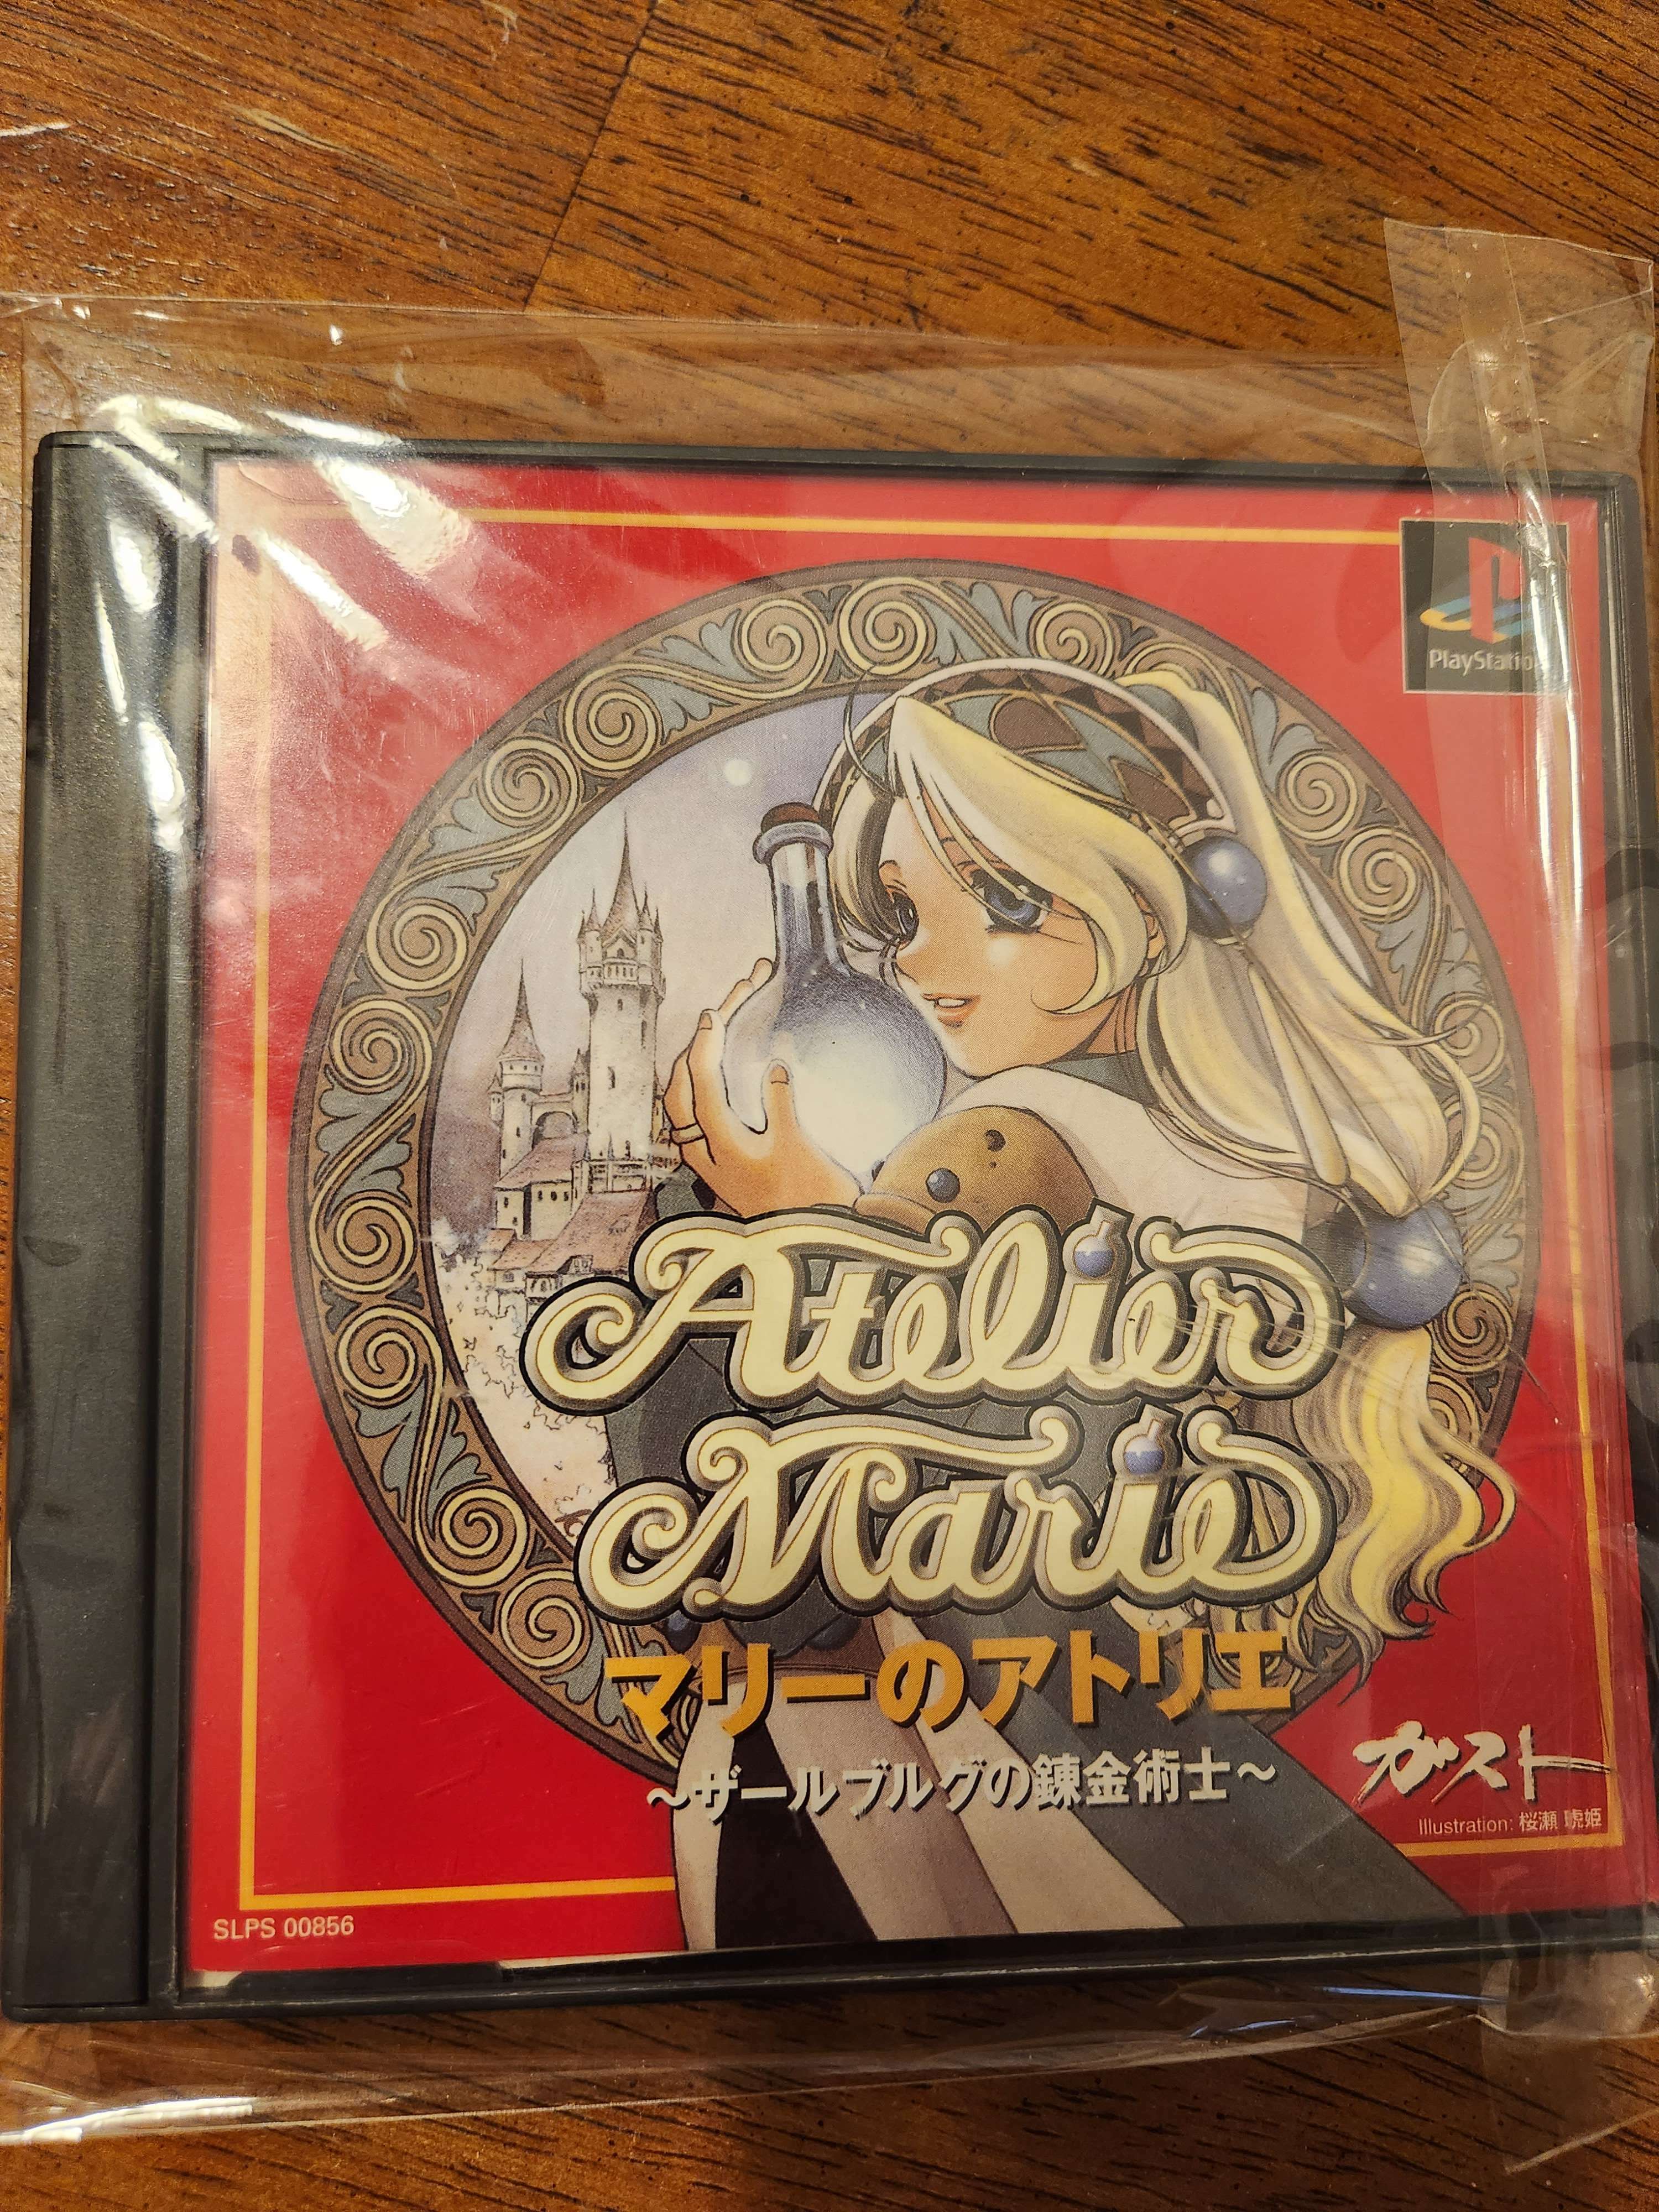 PlayStation
Atelier
Marie
マリーのアトリエ
～ザールブルグの錬金術士～
ガスト
Illustration: 桜瀬 琥姫
SLPS 00856